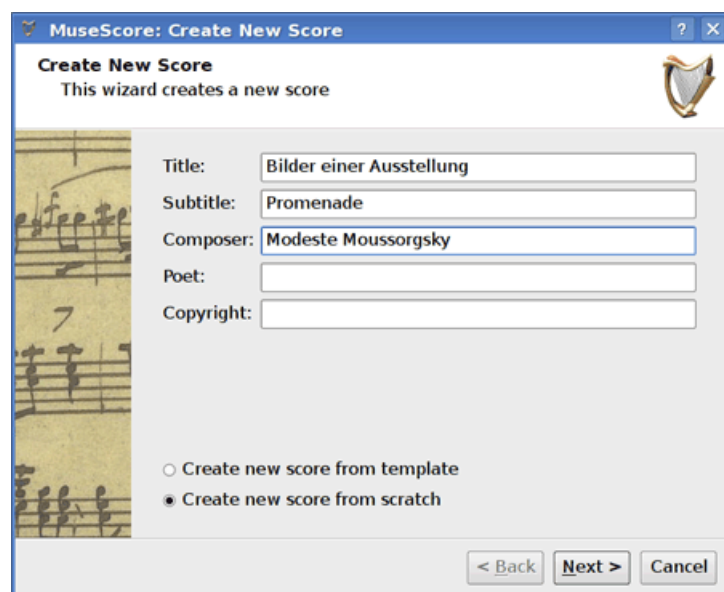 MuseScore: Create New Score ?
Create New Score
This wizard creates a new score
Title: Bilder einer Ausstellung
Subtitle: Promenade
Composer: Modeste Moussorgsky
Poet:
Copyright:
Create new score from template
Create new score from scratch
< Back Next > Cancel